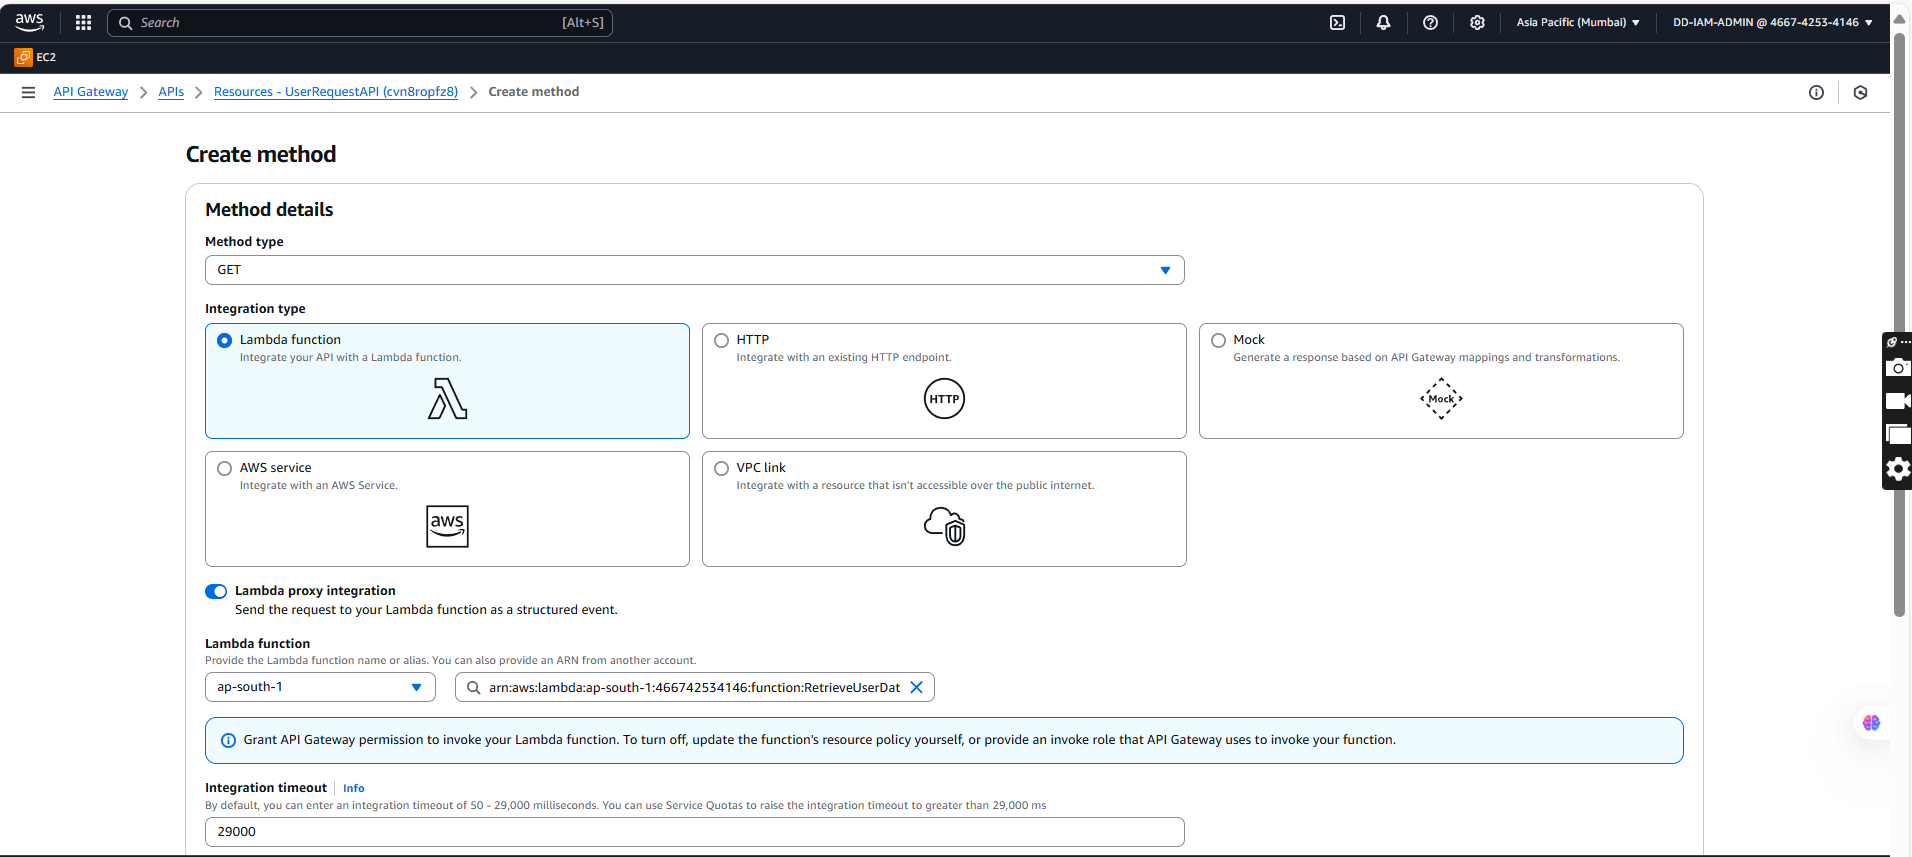 aws
Search [Alt+S]
Asia Pacific (Mumbai)
DD-IAM-ADMIN @ 4667-4253-4146
EC2
API Gateway
APIs
Resources - UserRequestAPI (cvn8ropfz8)
Create method
Create method
Method details
Method type
GET
Integration type
Lambda function
Integrate your API with a Lambda function.
HTTP
Integrate with an existing HTTP endpoint.
HTTP
Mock
Generate a response based on API Gateway mappings and transformations.
Mock
AWS service
Integrate with an AWS Service.
aws
VPC link
Integrate with a resource that isn't accessible over the public internet.
Lambda proxy integration
Send the request to your Lambda function as a structured event.
Lambda function
Provide the Lambda function name or alias. You can also provide an ARN from another account.
ap-south-1
arn:aws:lambda:ap-south-1:466742534146:function:RetrieveUserDat
Grant API Gateway permission to invoke your Lambda function. To turn off, update the function's resource policy yourself, or provide an invoke role that API Gateway uses to invoke your function.
Integration timeout Info
By default, you can enter an integration timeout of 50 - 29,000 milliseconds. You can use Service Quotas to raise the integration timeout to greater than 29,000 ms
29000